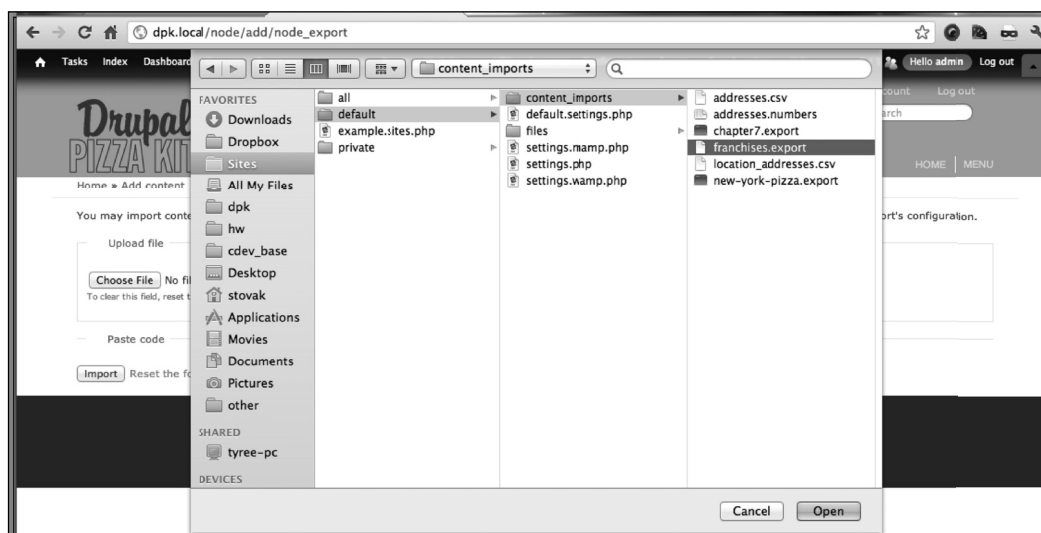 dpk.local/node/add/node_export
Tasks Index Dashboard
content_imports
Hello admin Log out
FAVORITES
Downloads
Dropbox
Sites
All My Files
dpk
hw
cdev_base
Desktop
stovak
Applications
Movies
Documents
Pictures
other
SHARED
tyree-pc
DEVICES
all
default
example.sites.php
private
content_imports
default.settings.php
files
settings.mamp.php
settings.php
settings.wamp.php
addresses.csv
addresses.numbers
chapter7.export
franchises.export
location_addresses.csv
new-york-pizza.export
Drupal
PIZZA KIT
Log out
HOME MENU
Home » Add content
You may import conte
ort's configuration.
Upload file
Choose File No fil
To clear this field, reset t
Paste code
Import Reset the fo
Cancel Open